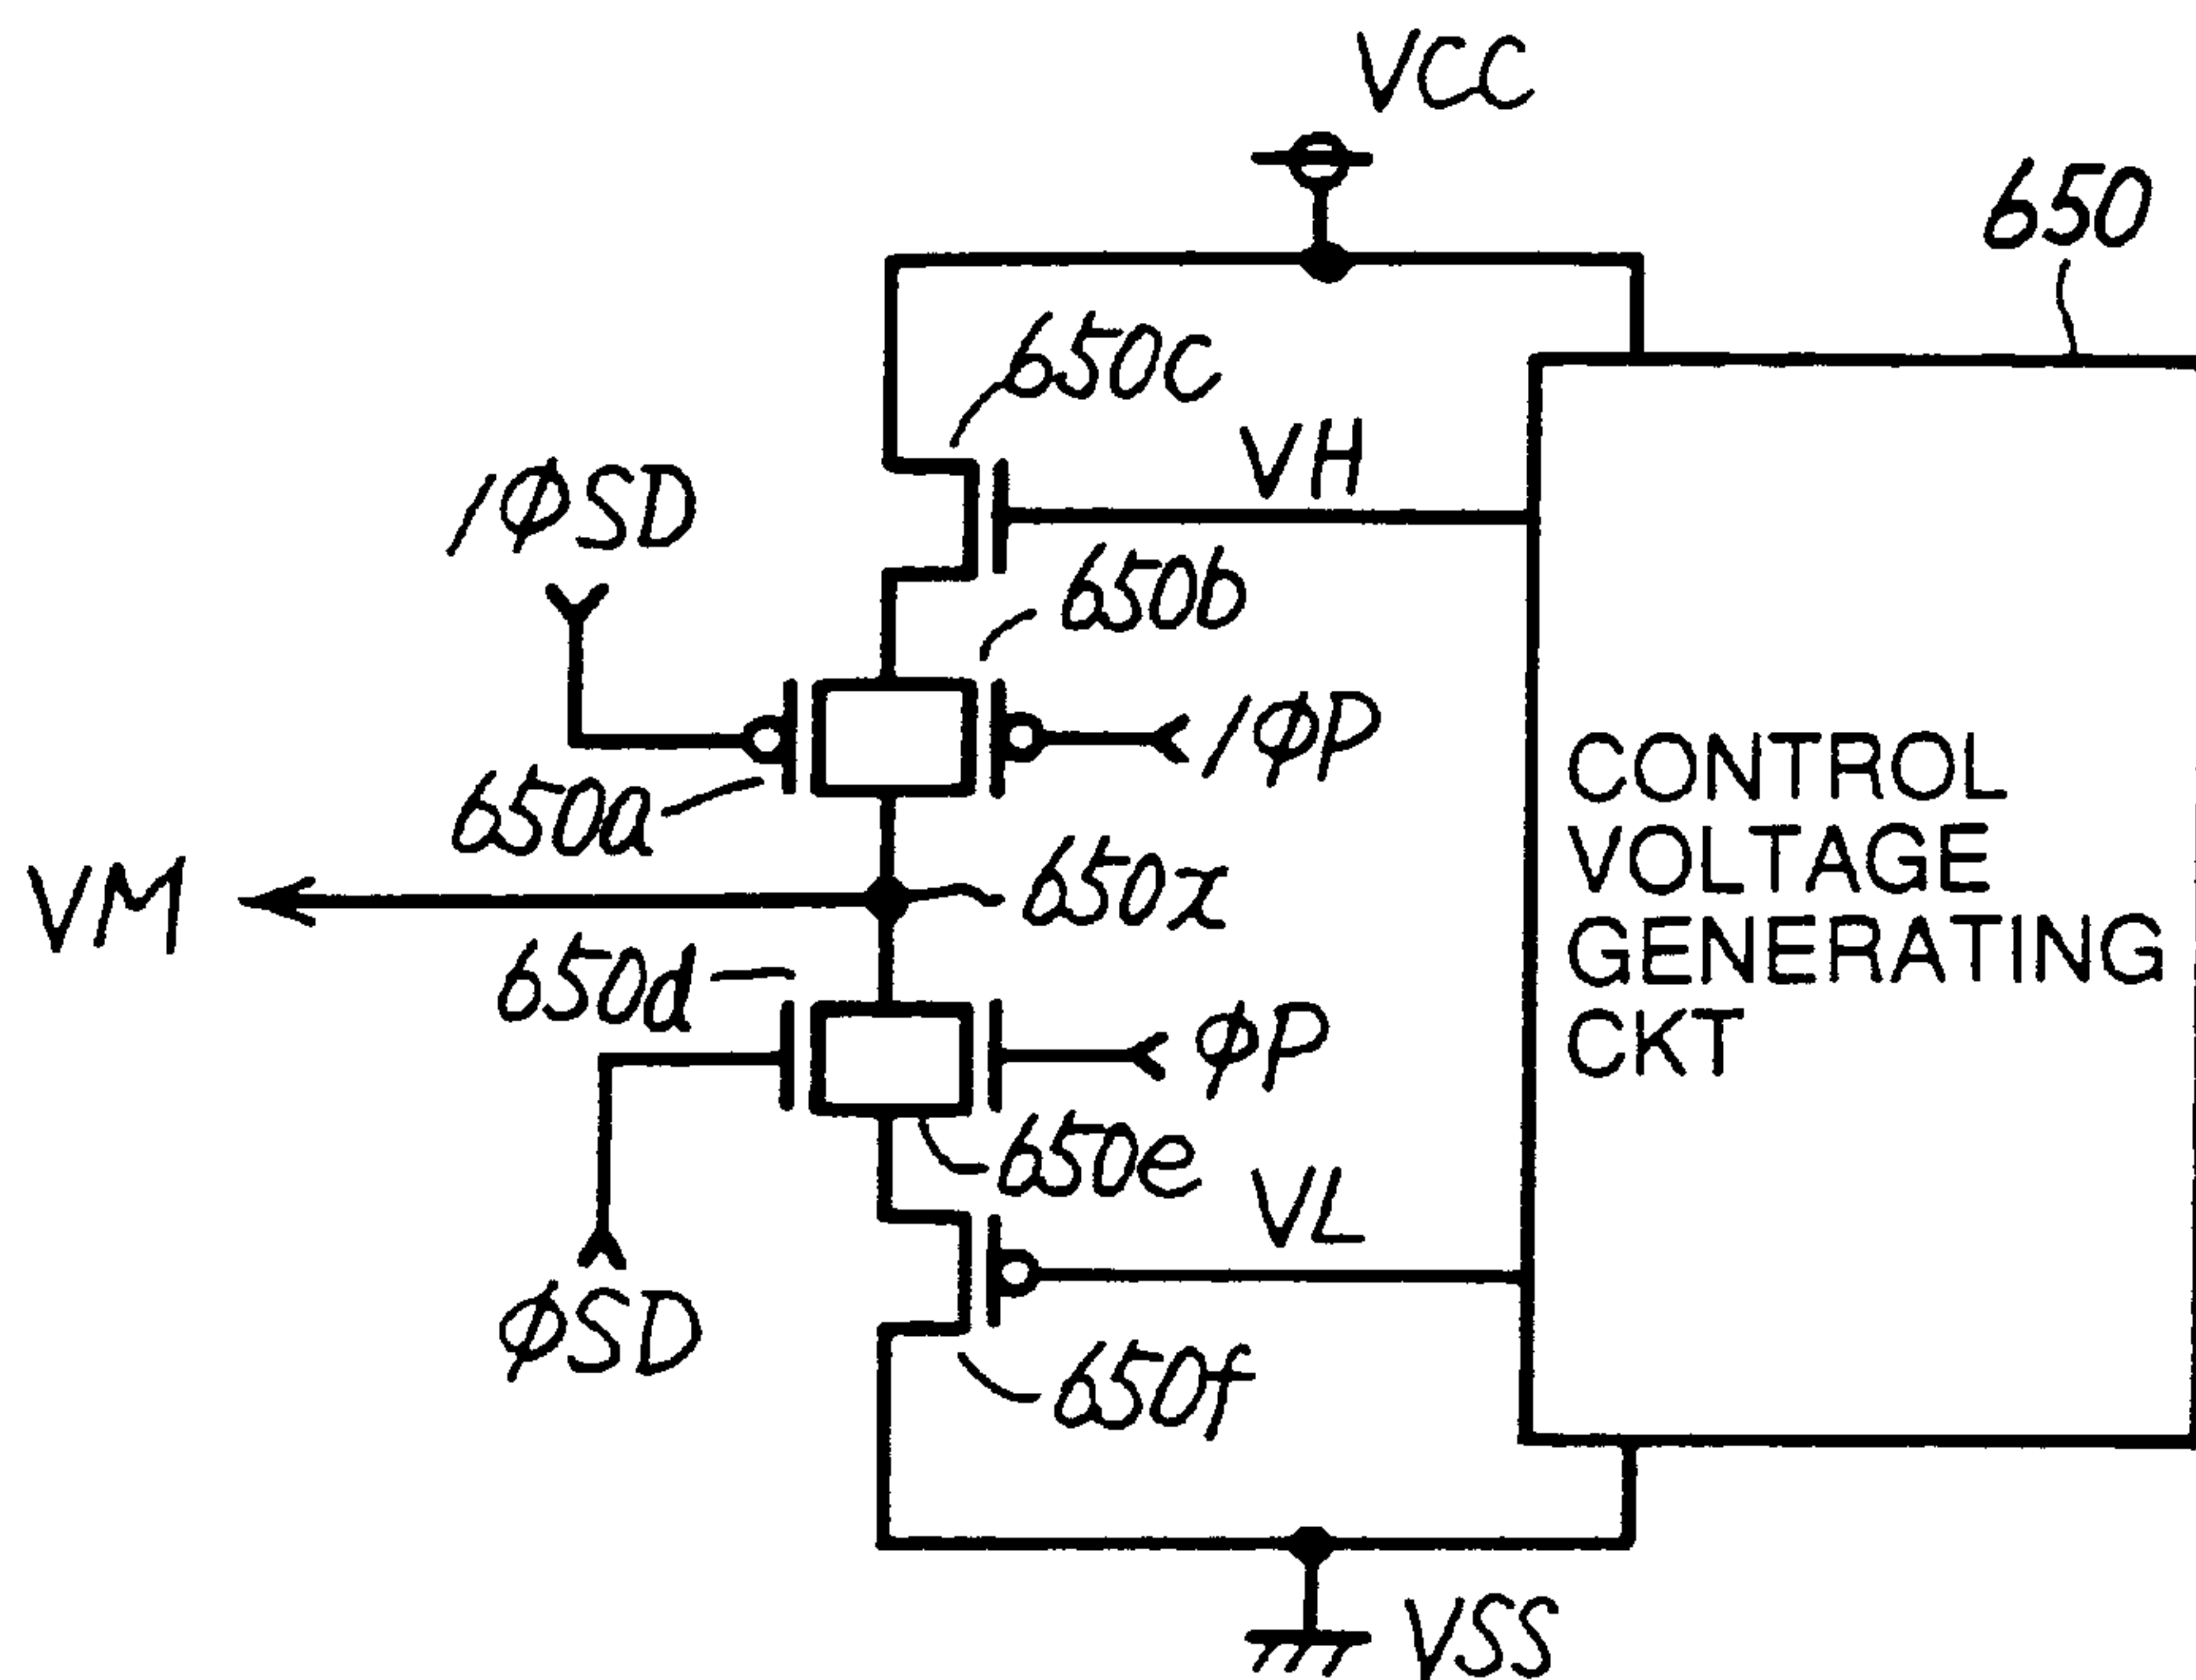 VCC
650
650c
VH
/ΦSD
650b
/ΦP
650a
CONTROL
VOLTAGE
GENERATING
CKT
VM
650x
650d
ΦP
650e
VL
ΦSD
650f
VSS